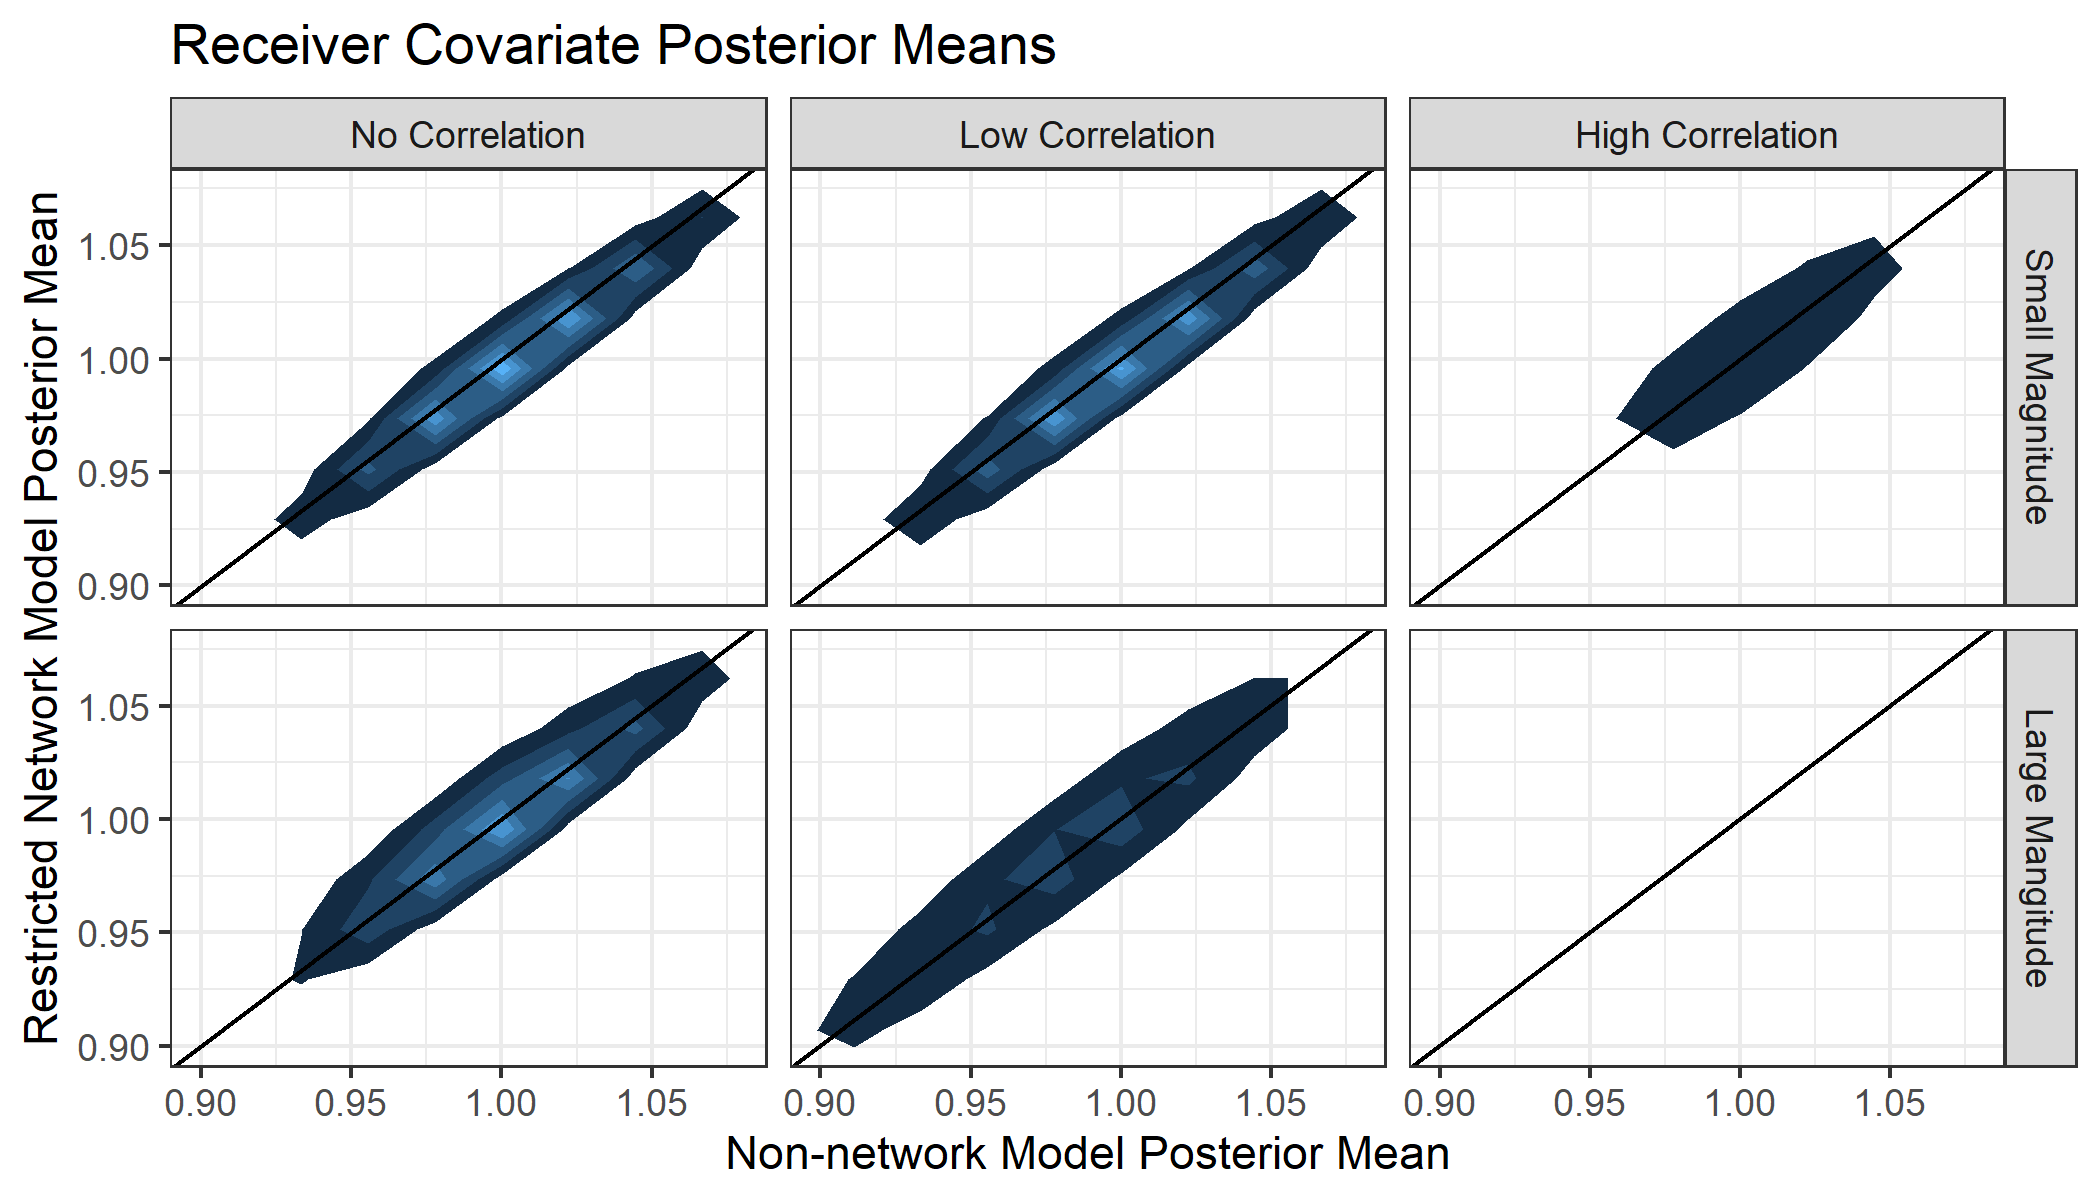 Receiver Covariate Posterior Means
No Correlation
Low Correlation
High Correlation
Restricted Network Model Posterior Mean
1.05
1.00
0.95
0.90
Small Magnitude
1.05
1.00
0.95
0.90
Large Mangitude
0.90 0.95 1.00 1.05
0.90 0.95 1.00 1.05
0.90 0.95 1.00 1.05
Non-network Model Posterior Mean